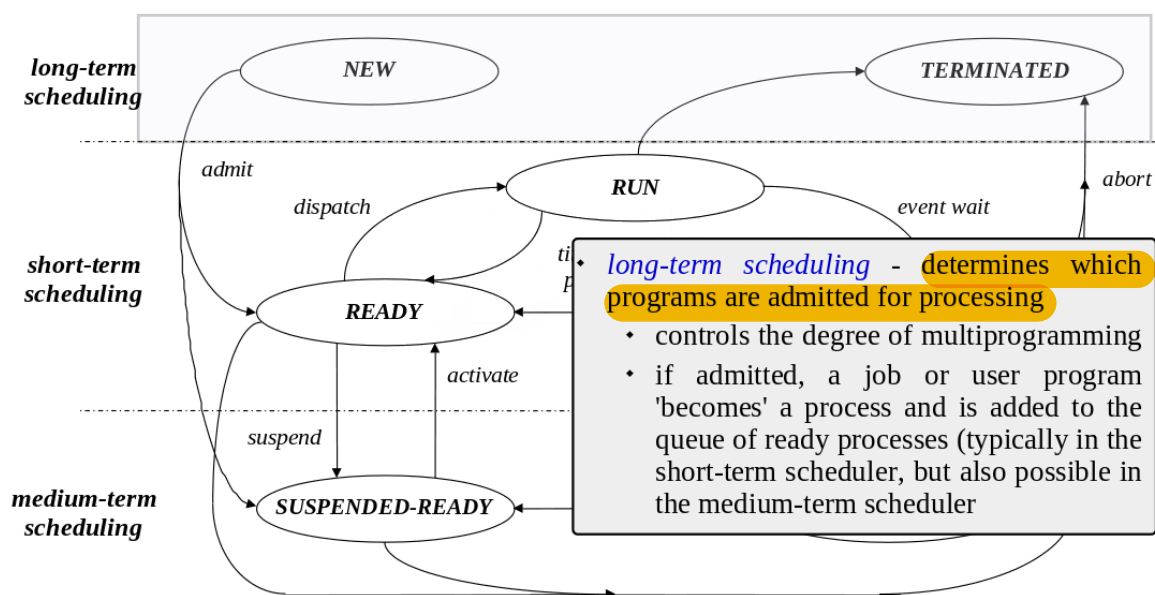 long-term
scheduling
NEW
TERMINATED
admit
dispatch
RUN
event wait
abort
short-term
scheduling
READY
activate
suspend
medium-term
scheduling
SUSPENDED-READY
long-term scheduling - determines which
programs are admitted for processing
controls the degree of multiprogramming
if admitted, a job or user program
'becomes' a process and is added to the
queue of ready processes (typically in the
short-term scheduler, but also possible in
the medium-term scheduler